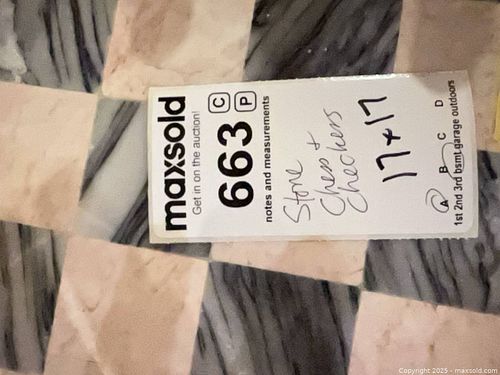 maxsold
Get in on the auction!
663 C P
notes and measurements
Stone
Chess +
Checkers
17 + 17
A B C D
1st 2nd 3rd bsmt garage outdoors
Copyright 2025 - maxsold.com